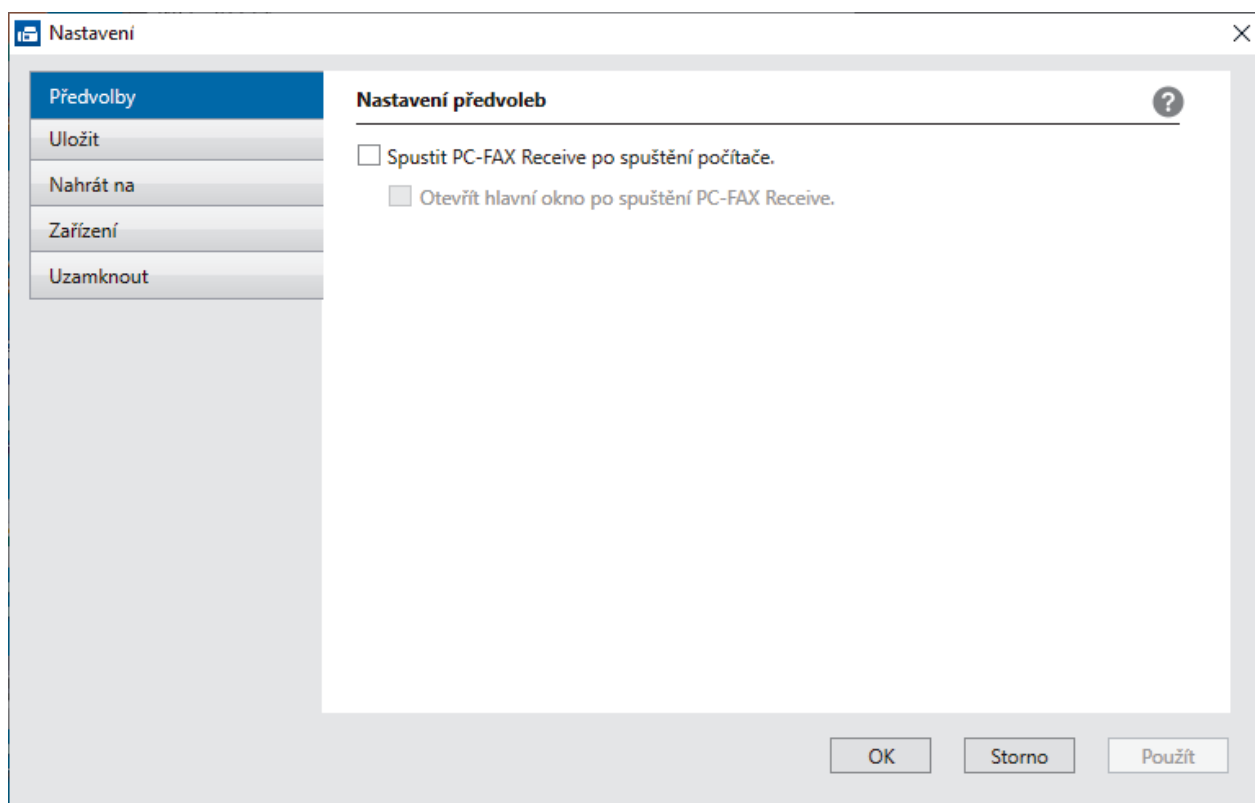 Nastavení
Předvolby
Uložit
Nahrát na
Zařízení
Uzamknout
Nastavení předvoleb
?
Spustit PC-FAX Receive po spuštění počítače.
Otevřít hlavní okno po spuštění PC-FAX Receive.
OK
Storno
Použít